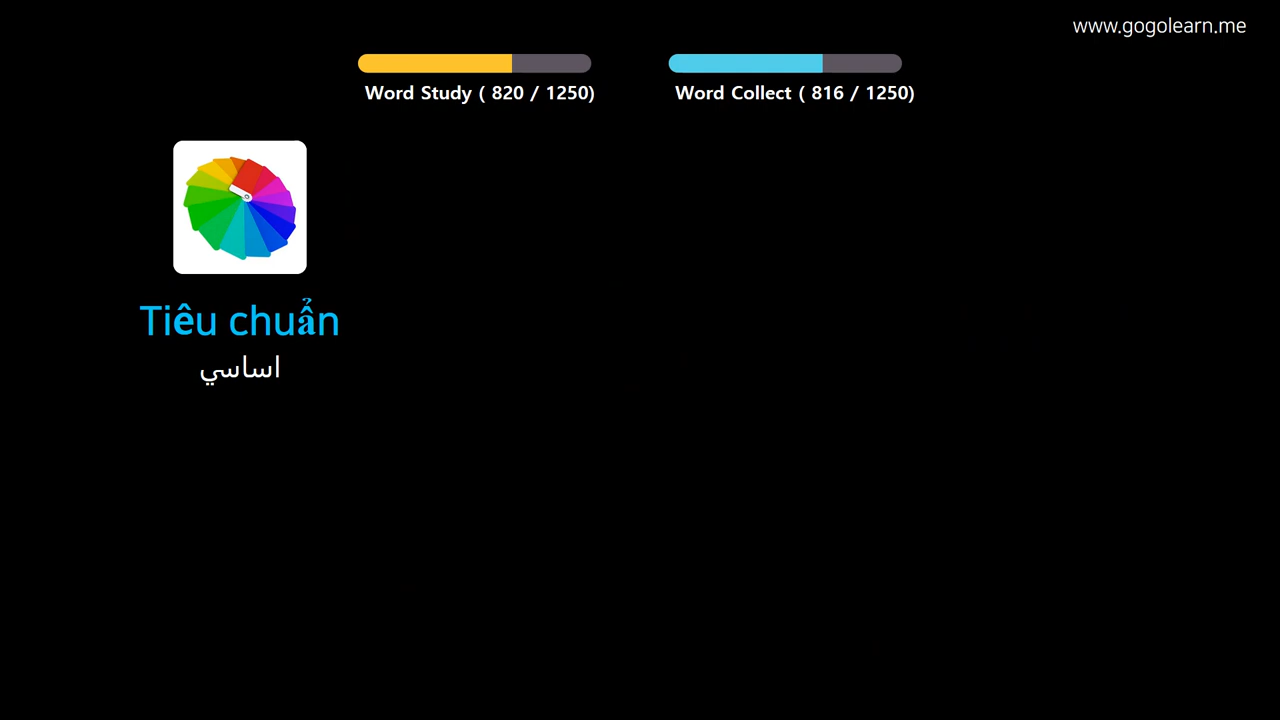 www.gogolearn.me
Word Study ( 820 / 1250)
Word Collect ( 816 / 1250)
Tiêu chuẩn
اساسي